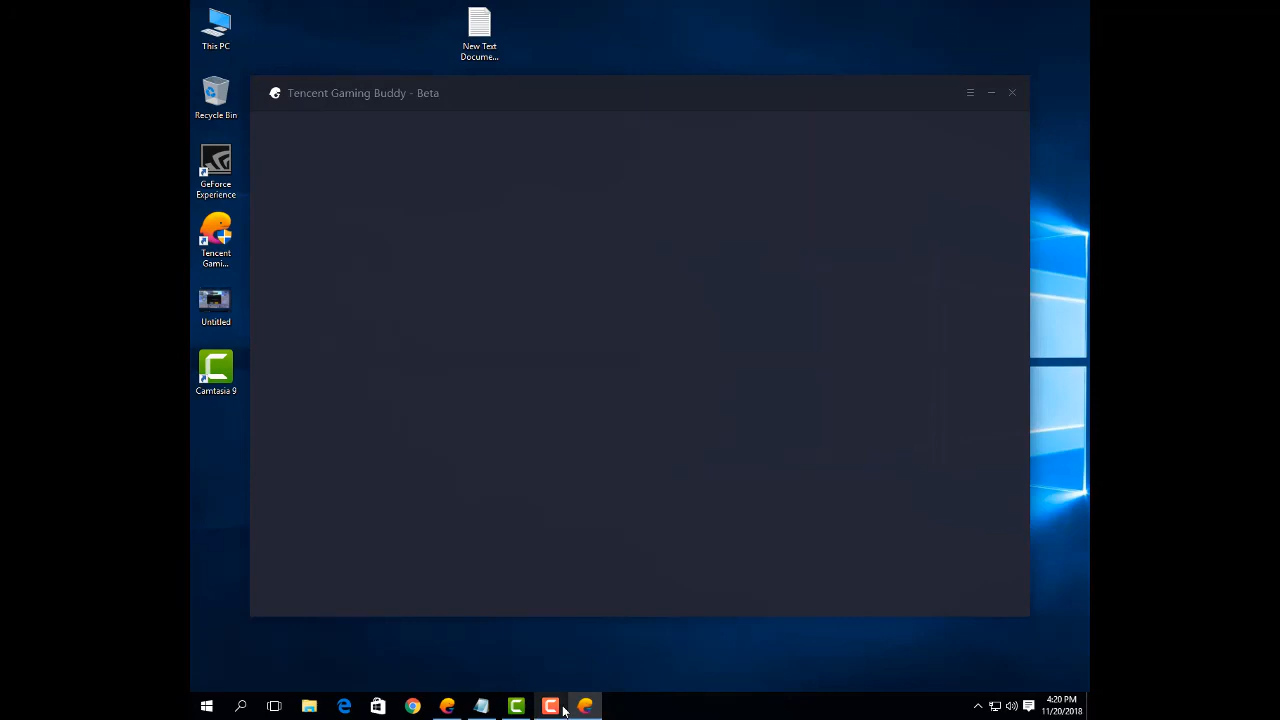 This PC
New Text
Docume...
Tencent Gaming Buddy - Beta
Recycle Bin
GeForce
Experience
Tencent
Gami...
Untitled
Camtasia 9
4:20 PM
11/20/2018